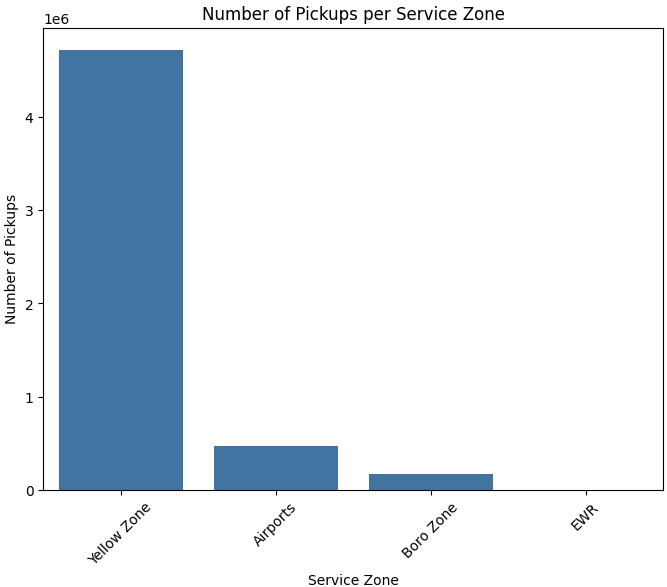 Number of Pickups per Service Zone
1e6
4
3
2
1
0
Number of Pickups
Yellow Zone
Airports
Boro Zone
EWR
Service Zone